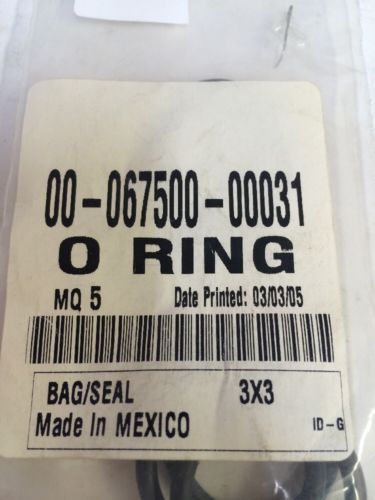 00-067500-00031
O RING
MQ 5 Date Printed: 03/03/05
BAG/SEAL 3X3
Made In MEXICO ID-G